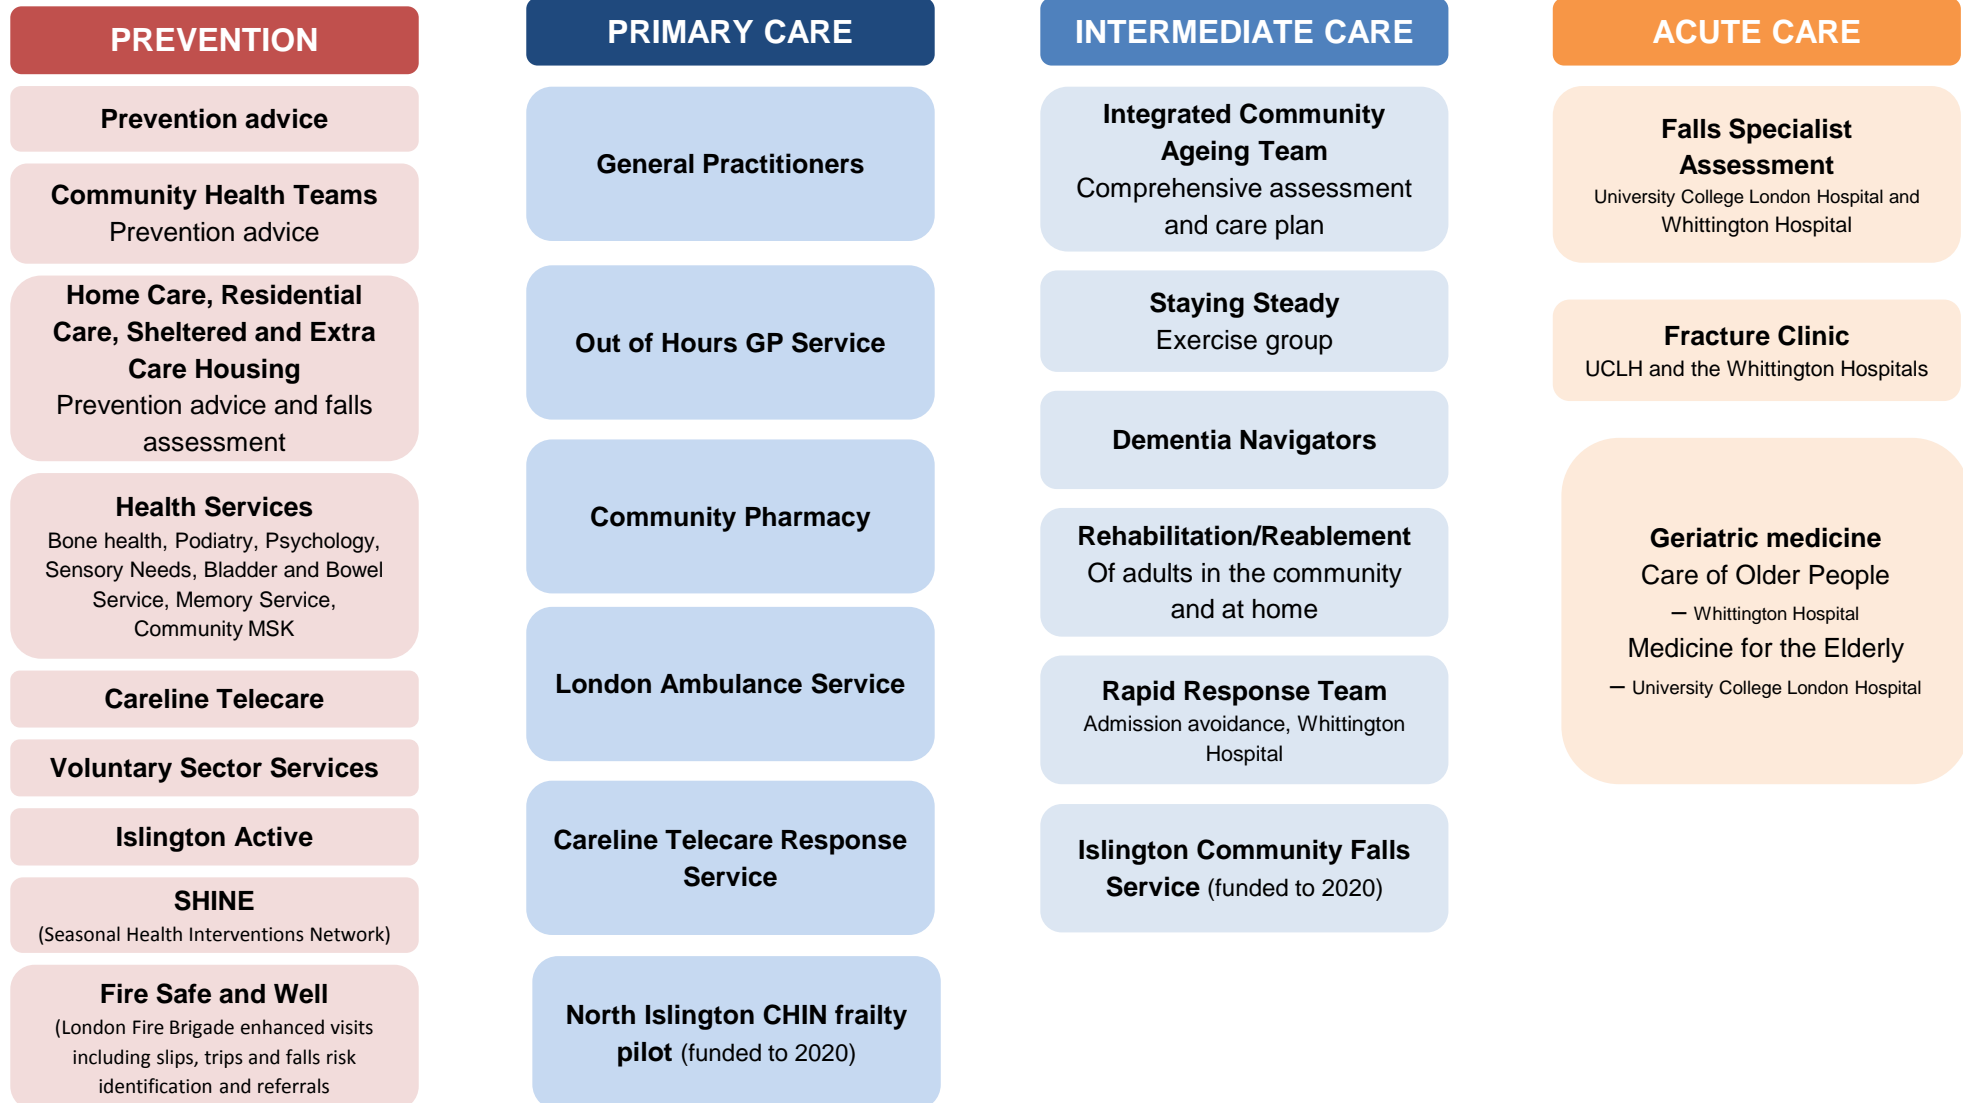 PREVENTION
Prevention advice
Community Health Teams
Prevention advice
Home Care, Residential
Care, Sheltered and Extra
Care Housing
Prevention advice and falls
assessment
Health Services
Bone health, Podiatry, Psychology,
Sensory Needs, Bladder and Bowel
Service, Memory Service,
Community MSK
Careline Telecare
Voluntary Sector Services
Islington Active
SHINE
(Seasonal Health Interventions Network)
Fire Safe and Well
(London Fire Brigade enhanced visits
including slips, trips and falls risk
identification and referrals
PRIMARY CARE
General Practitioners
Out of Hours GP Service
Community Pharmacy
London Ambulance Service
Careline Telecare Response
Service
North Islington CHIN frailty
pilot (funded to 2020)
INTERMEDIATE CARE
Integrated Community
Ageing Team
Comprehensive assessment
and care plan
Staying Steady
Exercise group
Dementia Navigators
Rehabilitation/Reablement
Of adults in the community
and at home
Rapid Response Team
Admission avoidance, Whittington
Hospital
Islington Community Falls
Service (funded to 2020)
ACUTE CARE
Falls Specialist
Assessment
University College London Hospital and
Whittington Hospital
Fracture Clinic
UCLH and the Whittington Hospitals
Geriatric medicine
Care of Older People
– Whittington Hospital
Medicine for the Elderly
– University College London Hospital